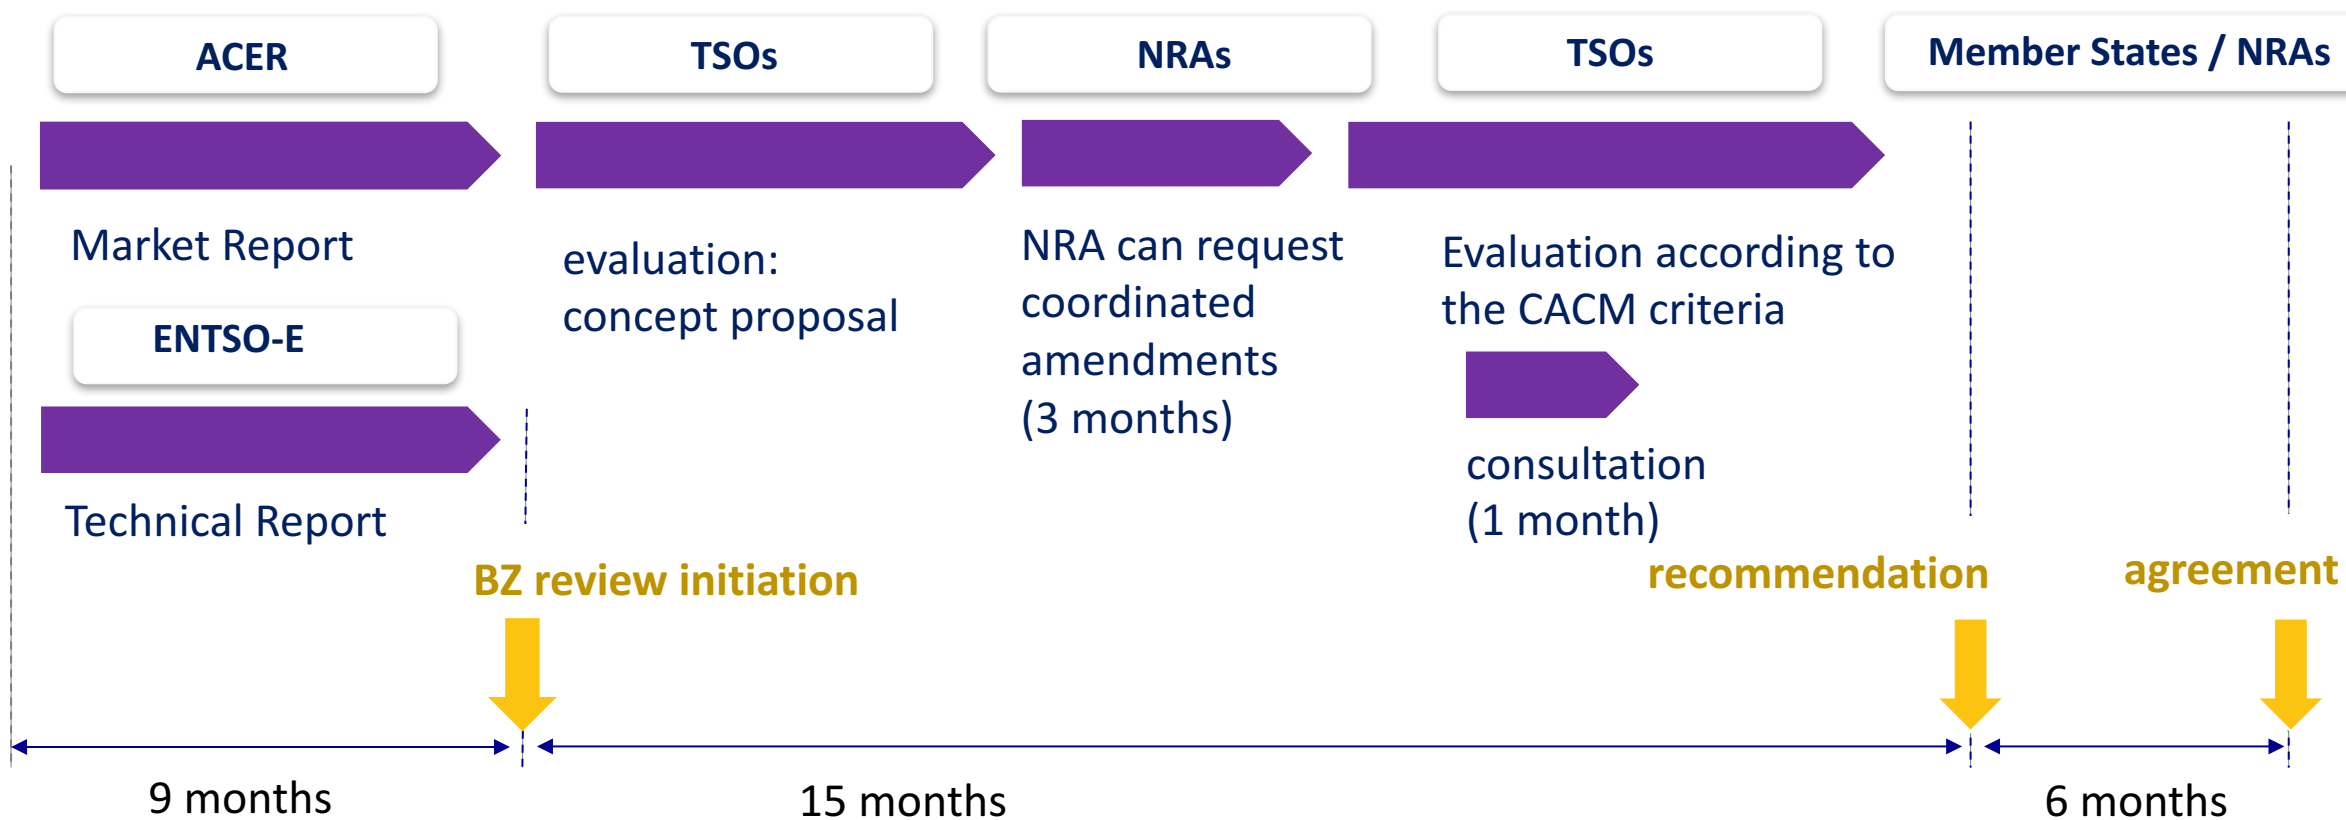 ACER
TSOs
NRAs
TSOs
Member States / NRAs
Market Report
ENTSO-E
Technical Report
evaluation:
concept proposal
NRA can request
coordinated
amendments
(3 months)
Evaluation according to
the CACM criteria
consultation
(1 month)
BZ review initiation
recommendation
agreement
9 months
15 months
6 months